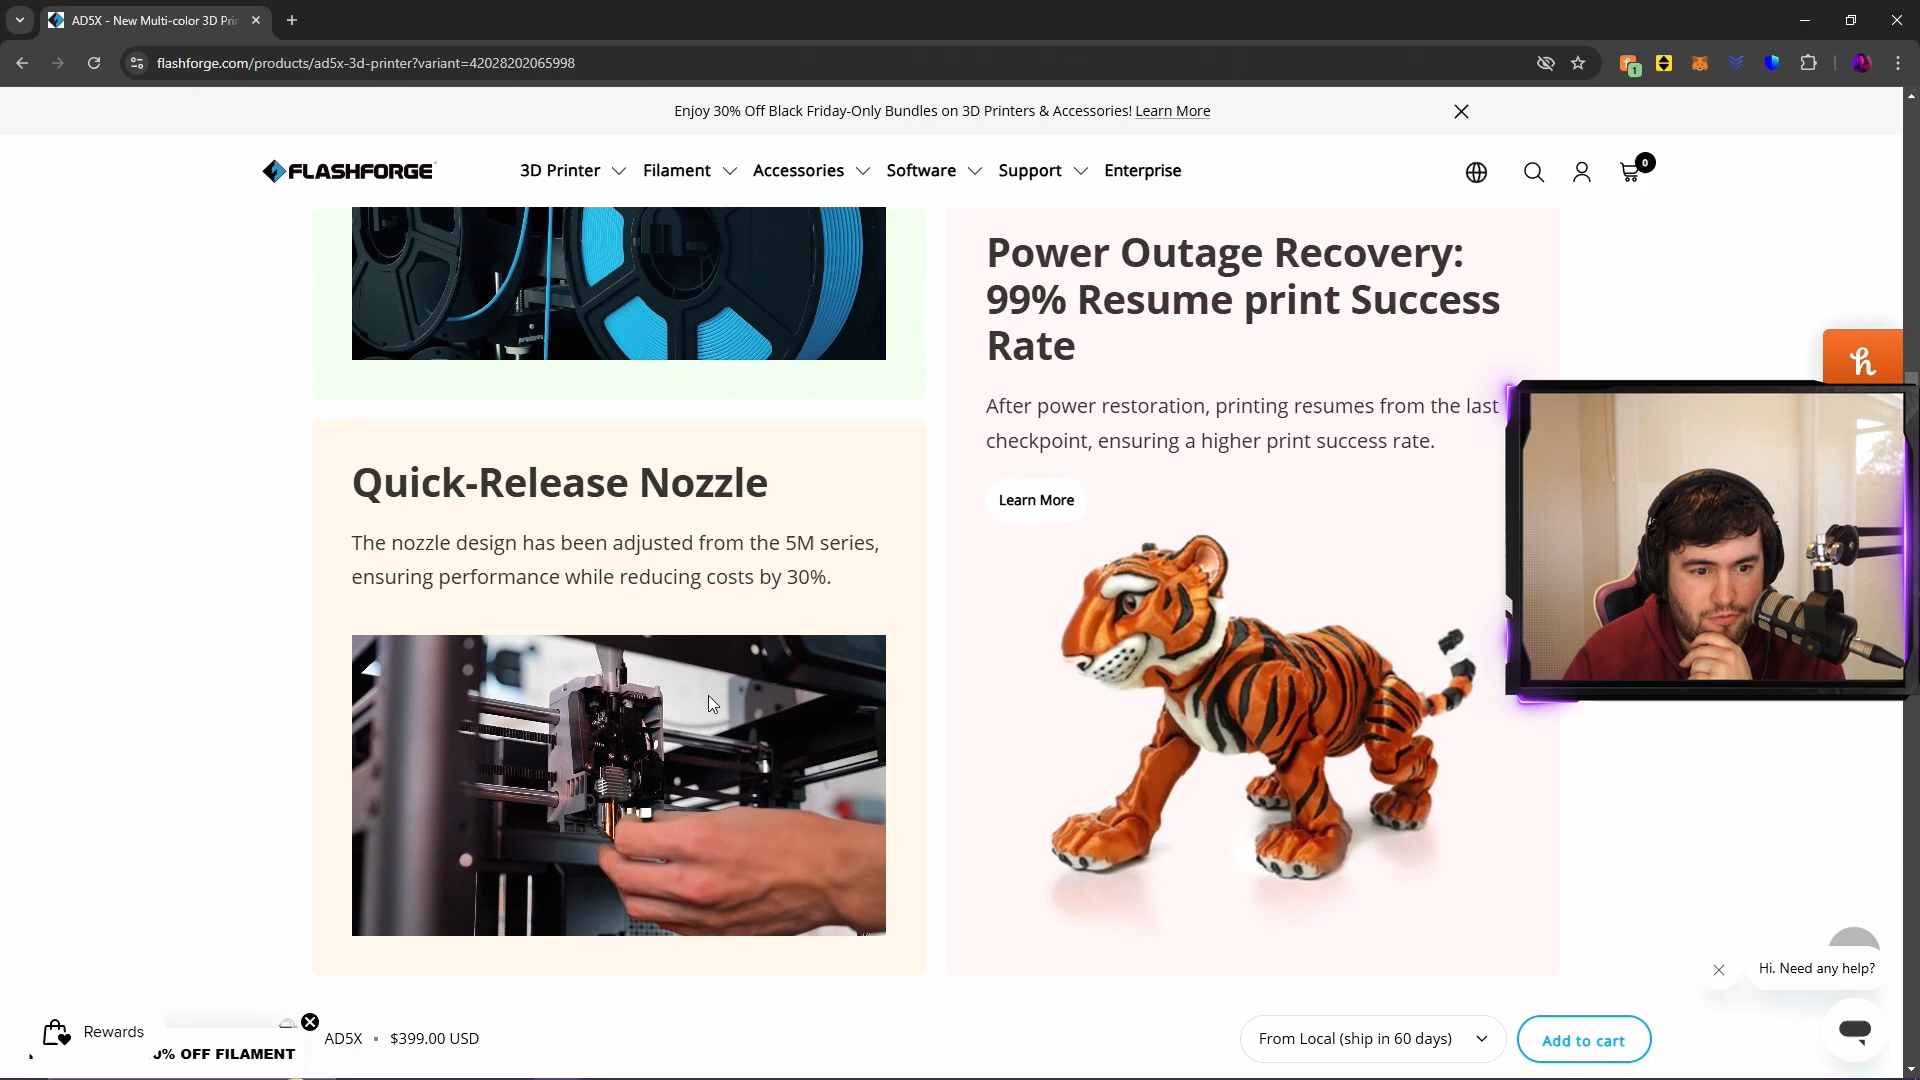 AD5X - New Multi-color 3D Pri
flashforge.com/products/ad5x-3d-printer?variant=42028202065998
1
Enjoy 30% Off Black Friday-Only Bundles on 3D Printers & Accessories! Learn More
FLASHFORGE
3D Printer
Filament
Accessories
Software
Support
Enterprise
0
Power Outage Recovery:
99% Resume print Success
Rate
After power restoration, printing resumes from the last
checkpoint, ensuring a higher print success rate.
Learn More
Quick-Release Nozzle
The nozzle design has been adjusted from the 5M series,
ensuring performance while reducing costs by 30%.
Hi. Need any help?
Rewards
0% OFF FILAMENT
AD5X ▪ $399.00 USD
From Local (ship in 60 days)
Add to cart